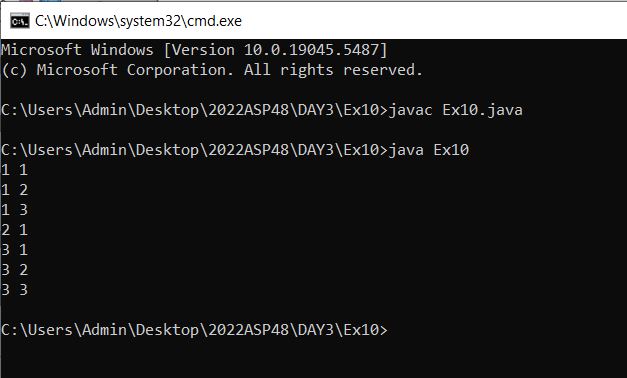 C:\Windows\system32\cmd.exe
Microsoft Windows [Version 10.0.19045.5487]
(c) Microsoft Corporation. All rights reserved.
C:\Users\Admin\Desktop\2022ASP48\DAY3\Ex10>javac Ex10.java
C:\Users\Admin\Desktop\2022ASP48\DAY3\Ex10>java Ex10
1 1
1 2
1 3
2 1
3 1
3 2
3 3
C:\Users\Admin\Desktop\2022ASP48\DAY3\Ex10>